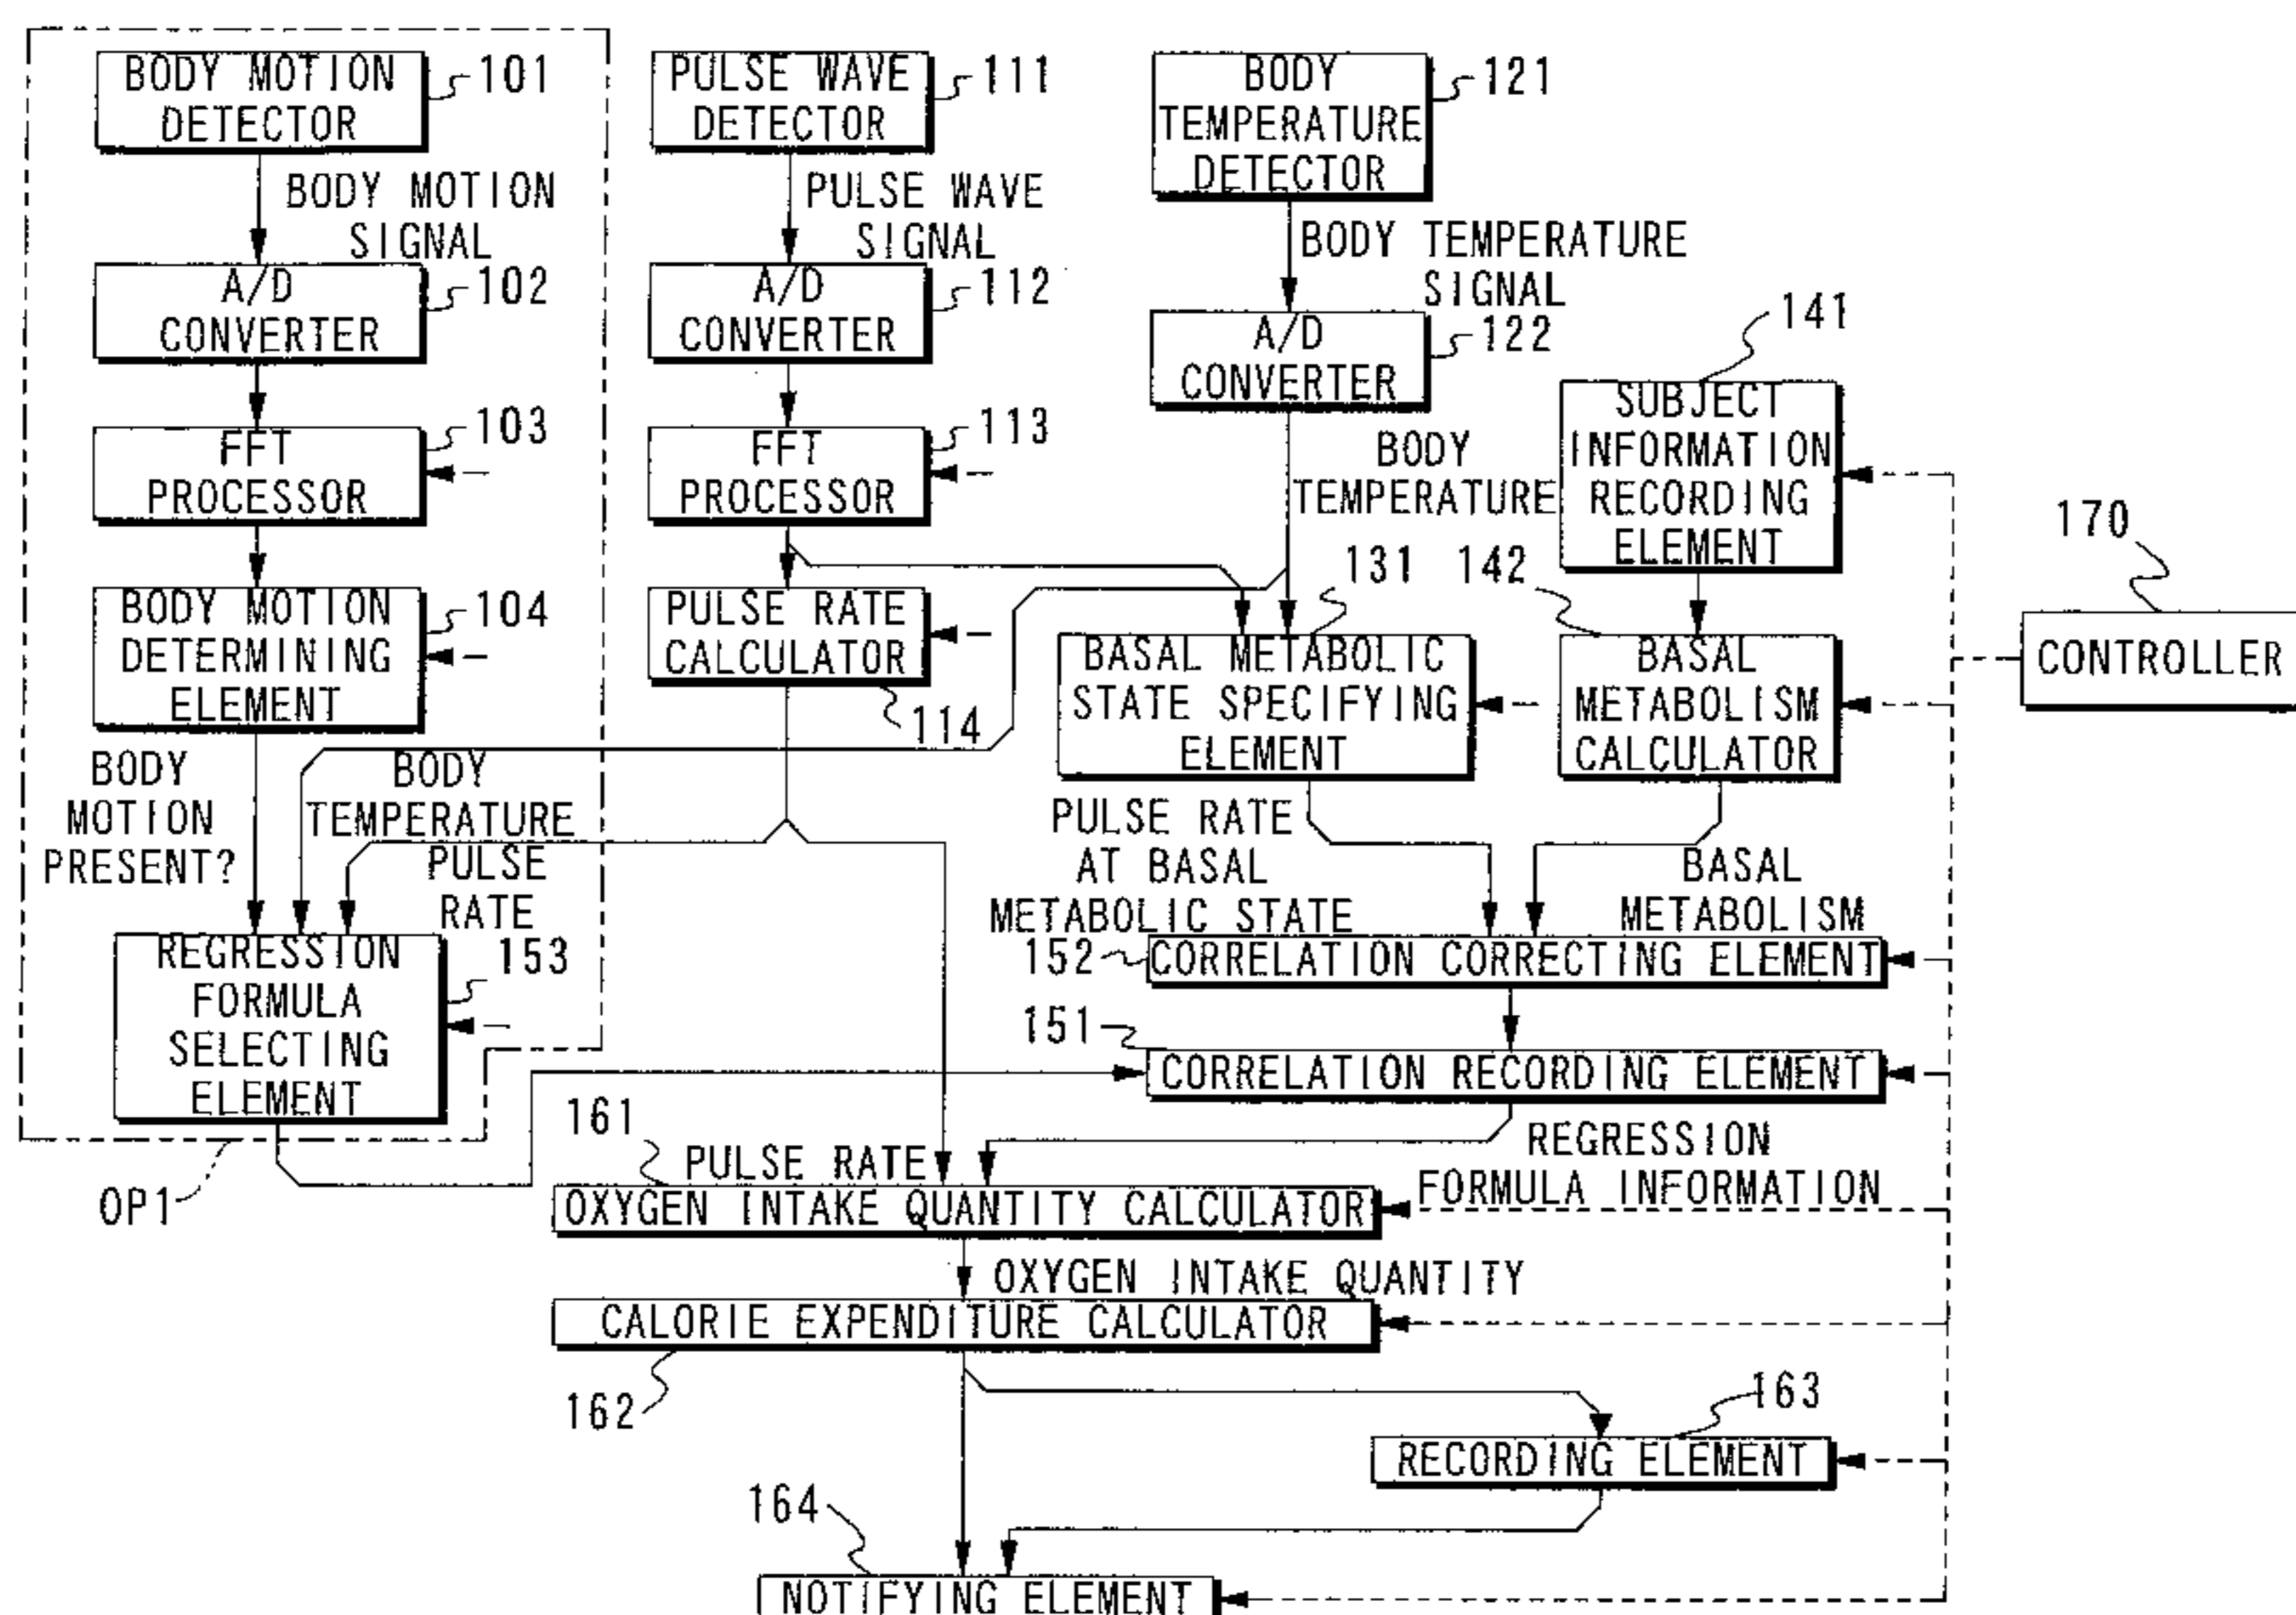 BODY MOTION
DETECTOR
101
BODY MOTION
SIGNAL
A/D
CONVERTER
102
FFT
PROCESSOR
103
BODY MOTION
DETERMINING
ELEMENT
104
BODY
MOTION
PRESENT?
PULSE WAVE
DETECTOR
111
PULSE WAVE
SIGNAL
A/D
CONVERTER
112
FFT
PROCESSOR
113
PULSE RATE
CALCULATOR
114
BODY
TEMPERATURE
PULSE
RATE
REGRESSION
FORMULA
SELECTING
ELEMENT
153
OP1
BODY
TEMPERATURE
DETECTOR
121
BODY TEMPERATURE
SIGNAL
A/D
CONVERTER
122
BODY
TEMPERATURE
SUBJECT
INFORMATION
RECORDING
ELEMENT
141
BASAL METABOLIC
STATE SPECIFYING
ELEMENT
131
BASAL
METABOLISM
CALCULATOR
142
170
CONTROLLER
PULSE RATE
AT BASAL
METABOLIC STATE
BASAL
METABOLISM
152
CORRELATION CORRECTING ELEMENT
151
CORRELATION RECORDING ELEMENT
REGRESSION
FORMULA INFORMATION
161
PULSE RATE
OXYGEN INTAKE QUANTITY CALCULATOR
OXYGEN INTAKE QUANTITY
CALORIE EXPENDITURE CALCULATOR
162
163
RECORDING ELEMENT
164
NOTIFYING ELEMENT